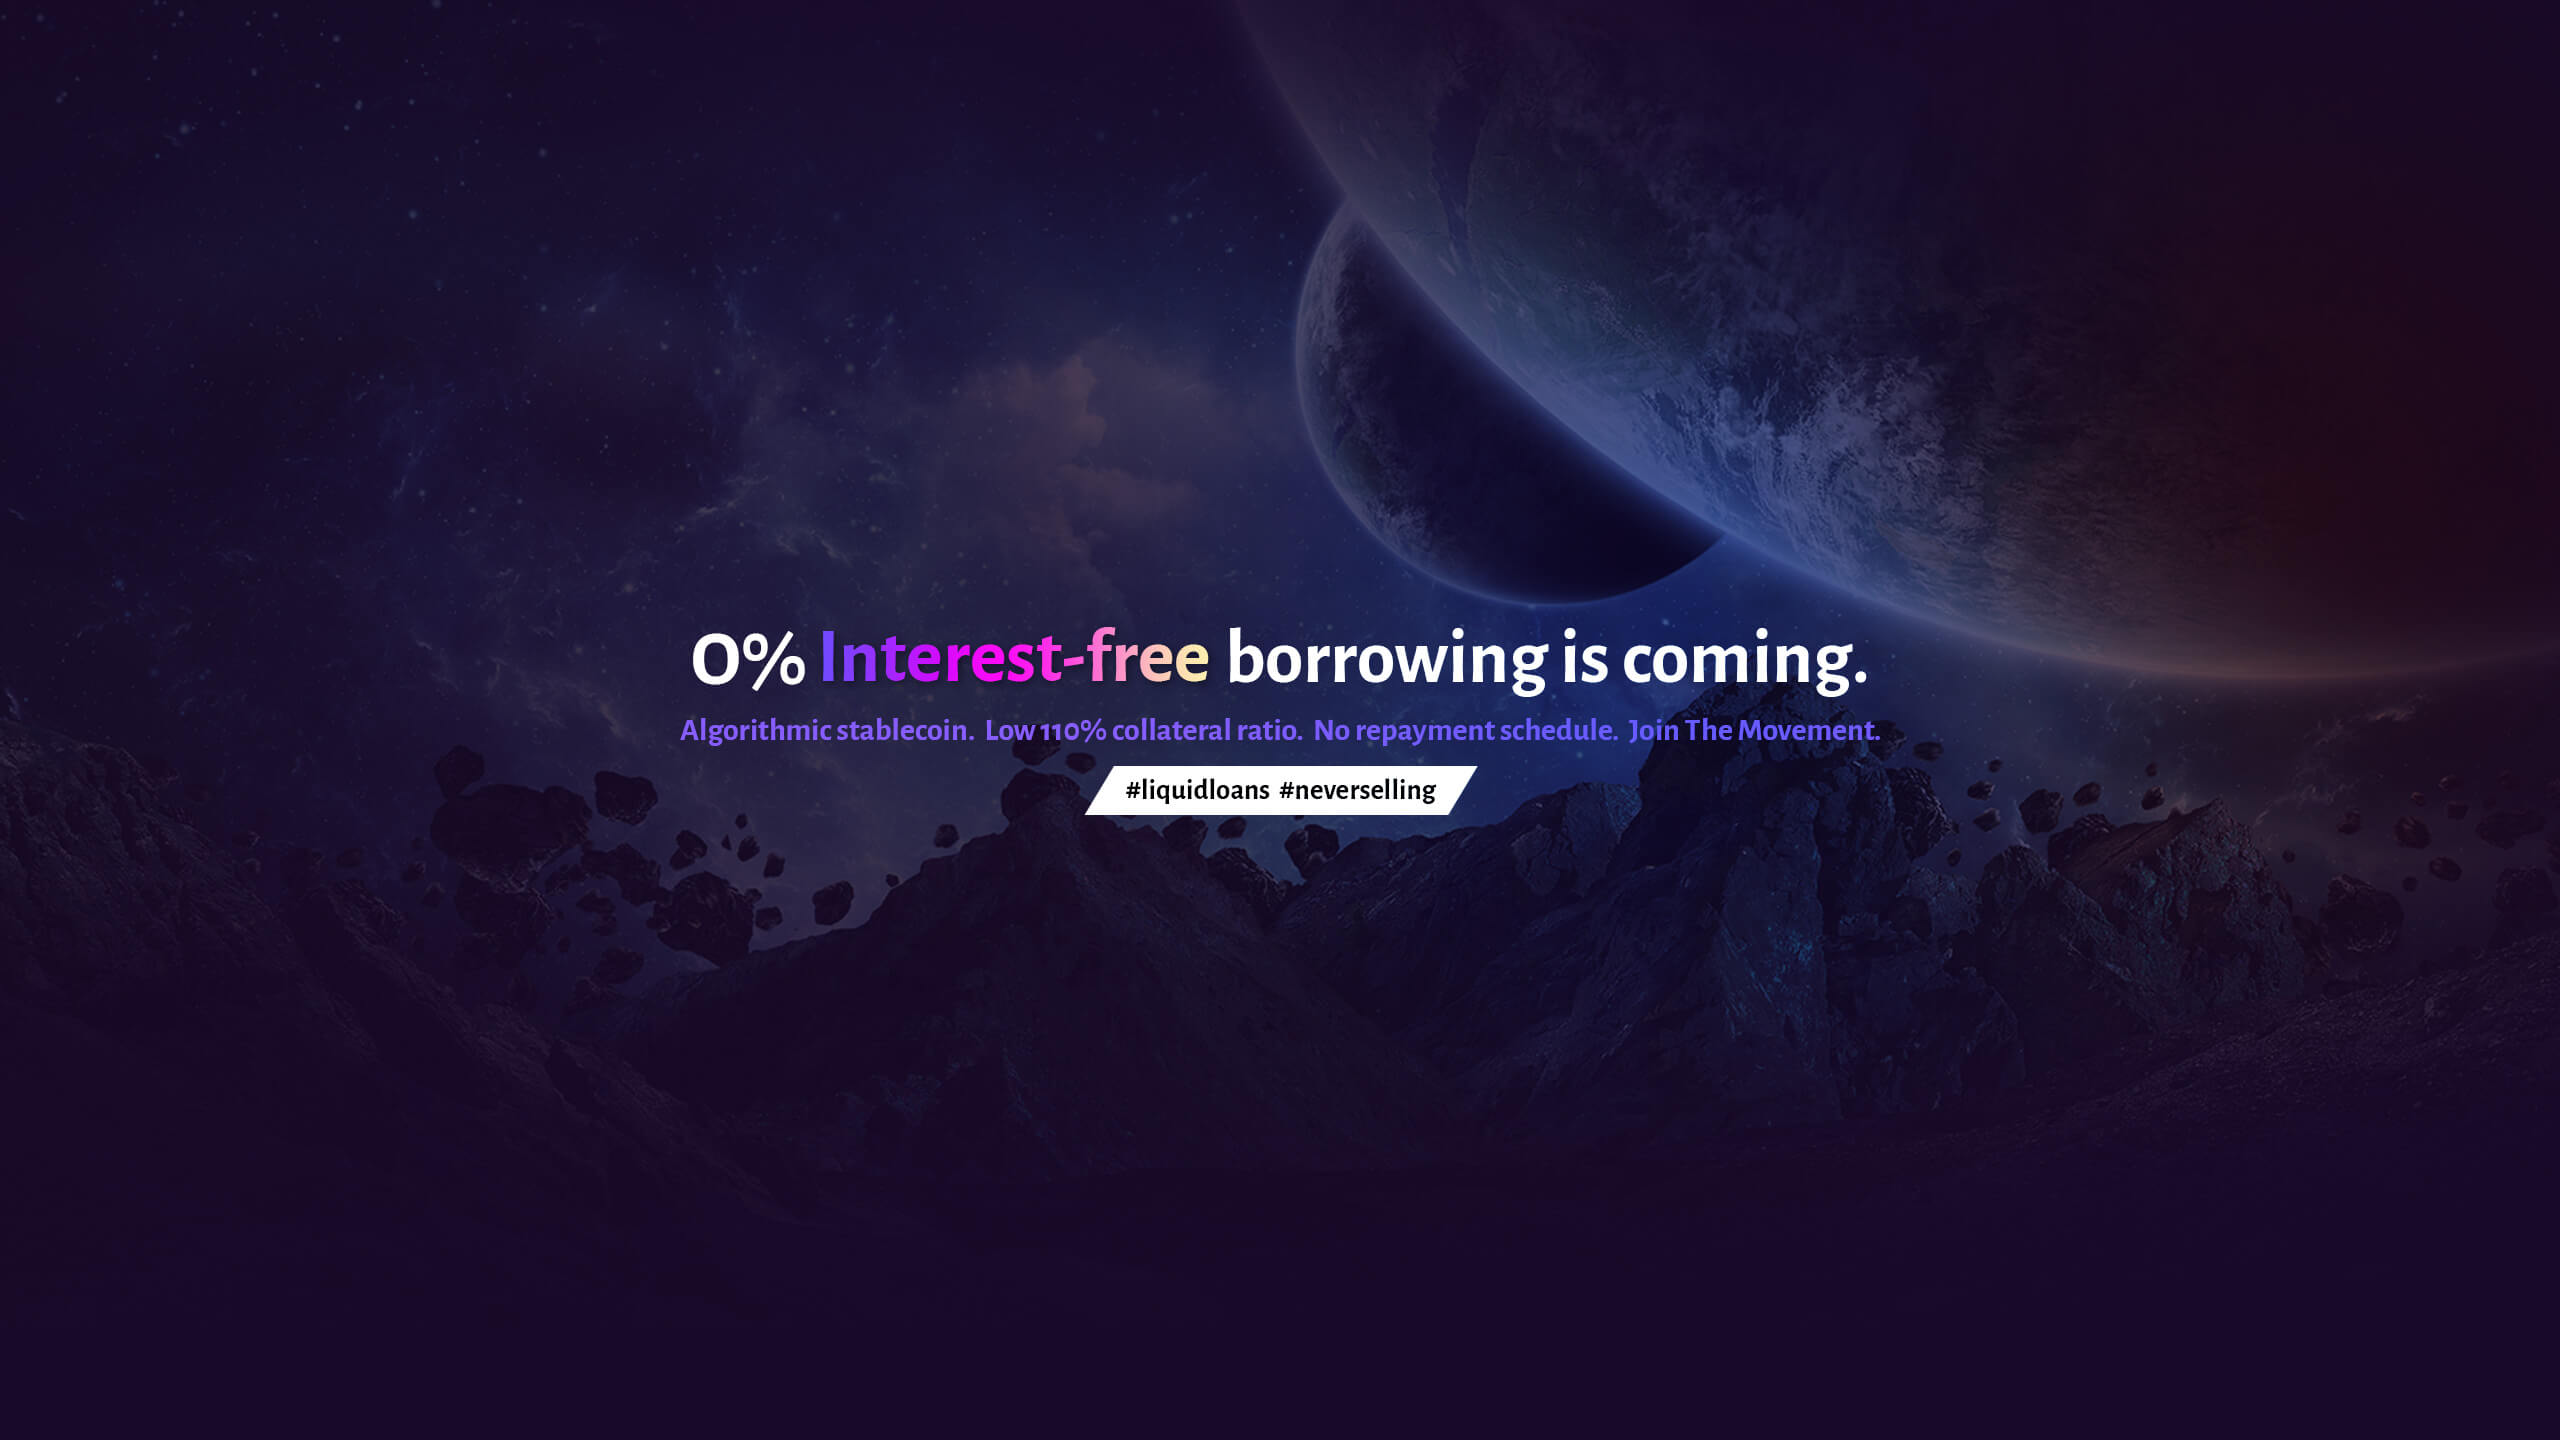 0% Interest-free borrowing is coming.
Algorithmic stablecoin. Low 110% collateral ratio. No repayment schedule. Join The Movement.
#liquidloans #neverselling